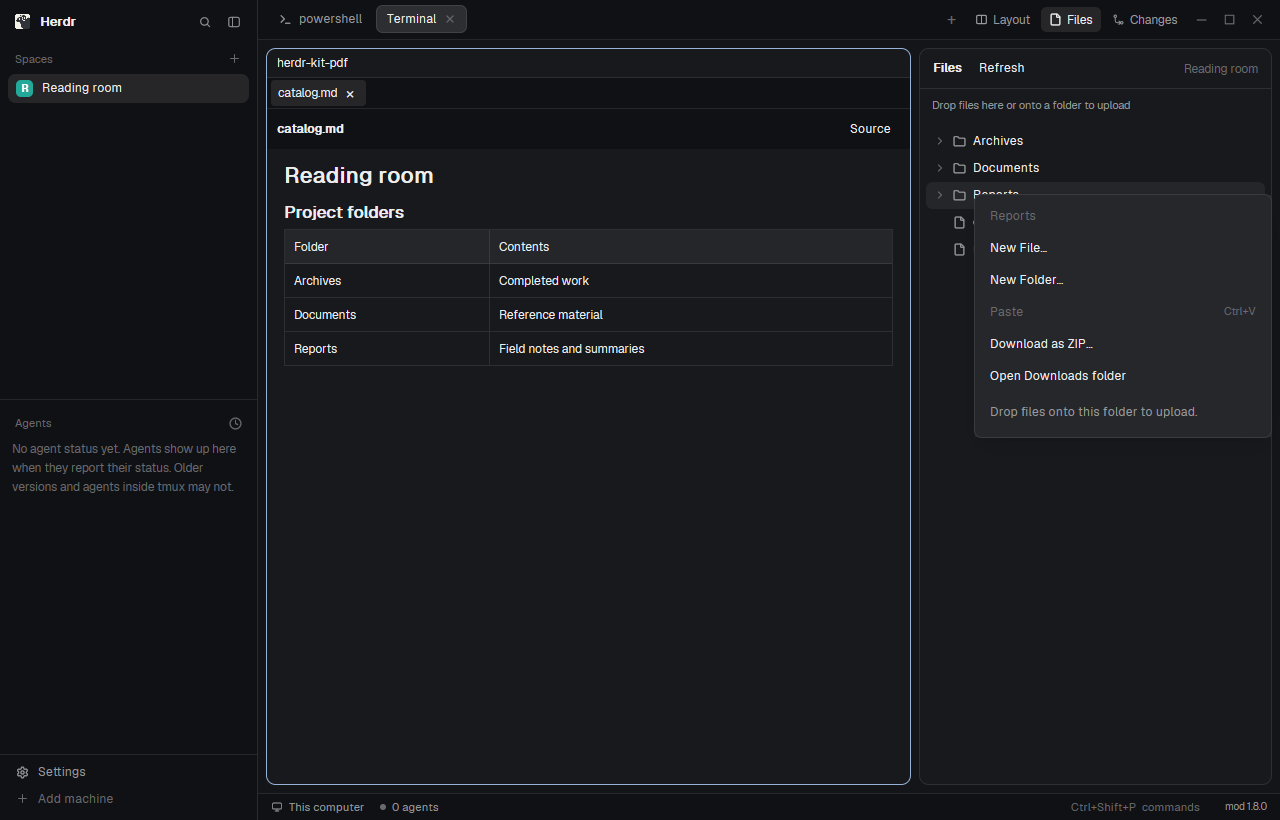 Herdr
powershell
Terminal
Layout
Files
Changes
Spaces
R
Reading room
herdr-kit-pdf
catalog.md
catalog.md
Source
Reading room
Project folders
Folder
Contents
Archives
Completed work
Documents
Reference material
Reports
Field notes and summaries
Files
Refresh
Reading room
Drop files here or onto a folder to upload
Archives
Documents
Reports
Reports
New File…
New Folder…
Paste
Ctrl+V
Download as ZIP…
Open Downloads folder
Drop files onto this folder to upload.
Agents
No agent status yet. Agents show up here
when they report their status. Older
versions and agents inside tmux may not.
Settings
Add machine
This computer
0 agents
Ctrl+Shift+P commands
mod 1.8.0